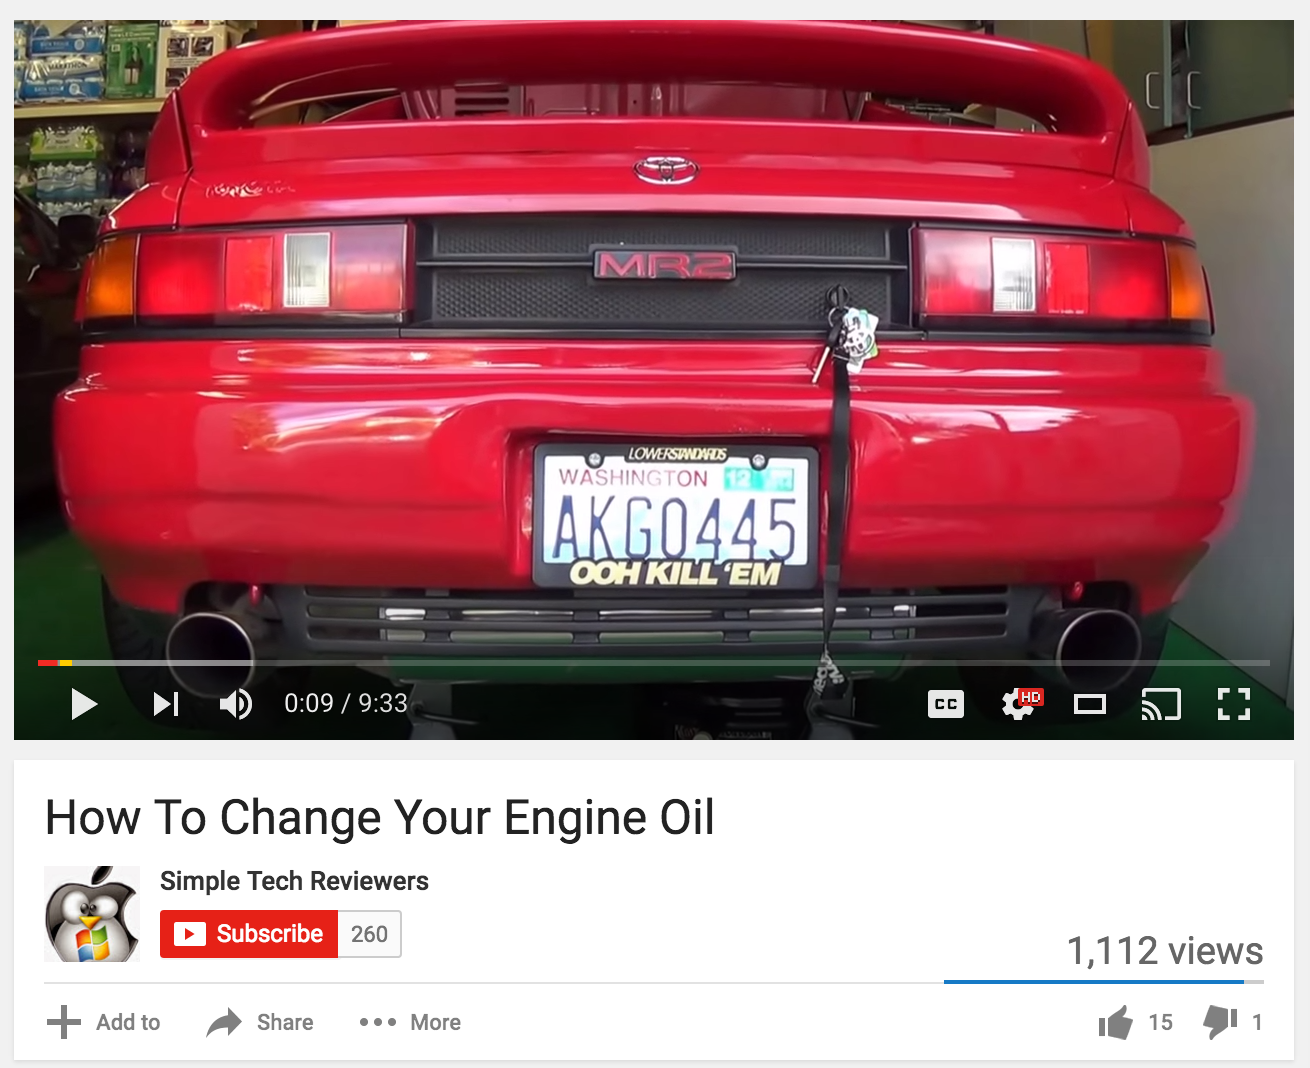 MR2
LOWERSTANDARDS
WASHINGTON 12
AKG0445
OOH KILL 'EM
0:09 / 9:33
CC
HD
How To Change Your Engine Oil
Simple Tech Reviewers
Subscribe 260
1,112 views
Add to Share More 15 1